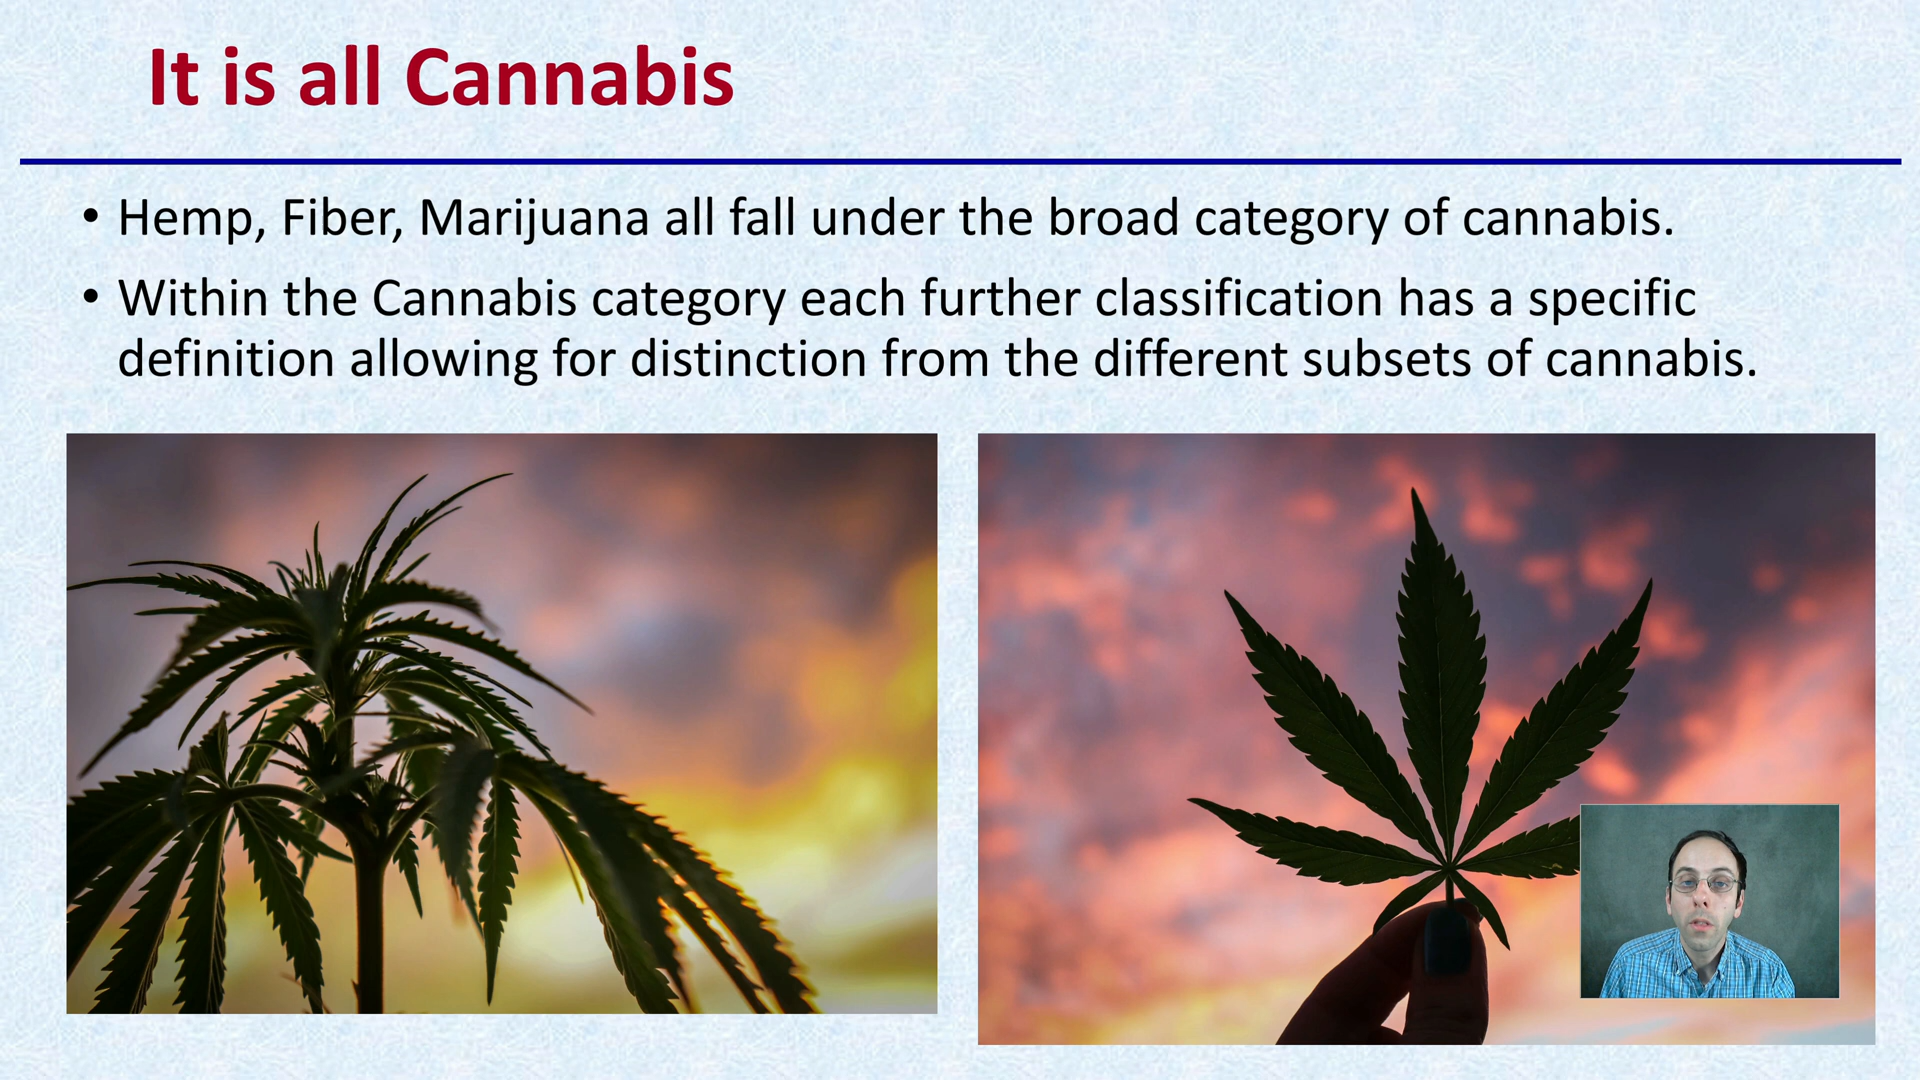 It is all Cannabis
• Hemp, Fiber, Marijuana all fall under the broad category of cannabis.
• Within the Cannabis category each further classification has a specific
definition allowing for distinction from the different subsets of cannabis.